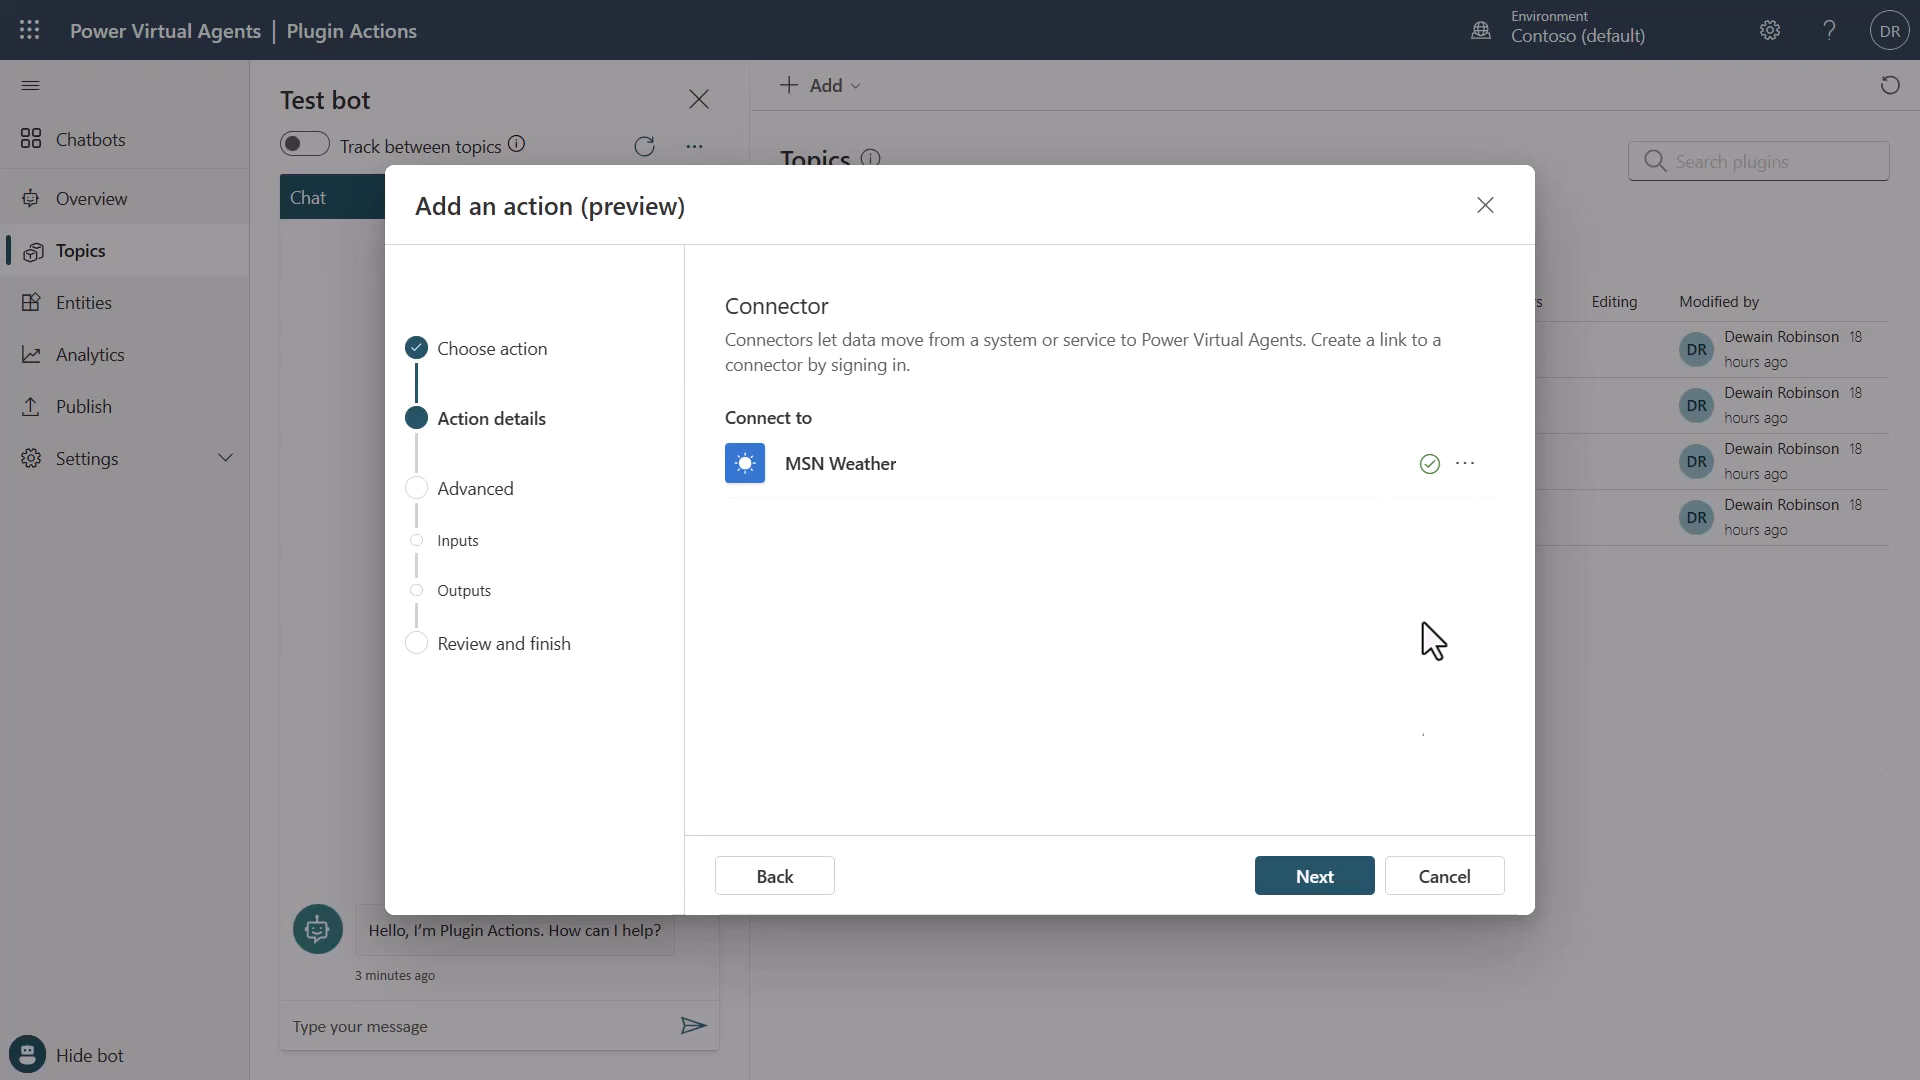 Power Virtual Agents | Plugin Actions
Environment
Contoso (default)
DR
Test bot
Add
Chatbots
Track between topics
Topics
Search plugins
Chat
Overview
Add an action (preview)
Topics
Entities
Analytics
Publish
Settings
Choose action
Action details
Advanced
Inputs
Outputs
Review and finish
Connector
Connectors let data move from a system or service to Power Virtual Agents. Create a link to a
connector by signing in.
Connect to
MSN Weather
Back
Next
Cancel
Editing
Modified by
DR
Dewain Robinson 18
hours ago
DR
Dewain Robinson 18
hours ago
DR
Dewain Robinson 18
hours ago
DR
Dewain Robinson 18
hours ago
Hello, I'm Plugin Actions. How can I help?
3 minutes ago
Type your message
Hide bot